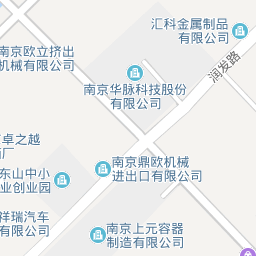 汇科金属制品
有限公司
南京欧立挤出
机械有限公司
润发路
南京华脉科技股份
有限公司
卓之越
南京鼎欧机械
进出口有限公司
东山中小
业创业园
祥瑞汽车
有限公司
南京上元容器
制造有限公司